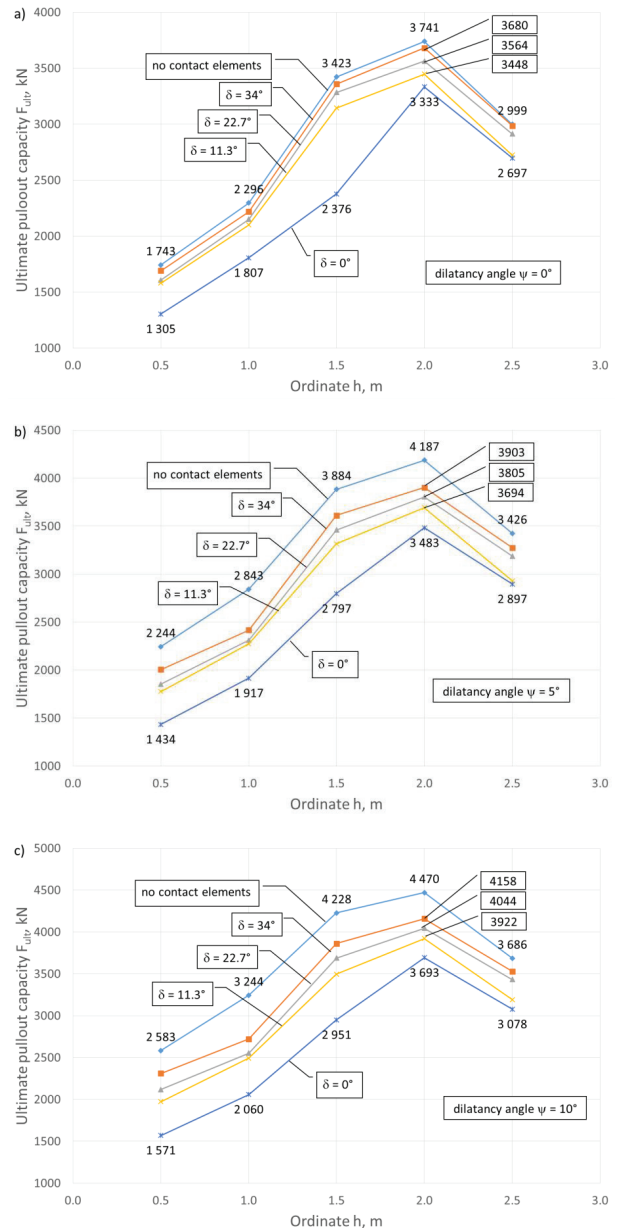 a)
4000
3500
3000
2500
2000
1500
1000
Ultimate puloout capacity Fult, kN
0.0 0.5 1.0 1.5 2.0 2.5 3.0
Ordinate h, m
no contact elements
δ = 34°
δ = 22.7°
δ = 11.3°
δ = 0°
1 743
2 296
3 423
3 741
2 999
3680
3564
3448
1 305
1 807
2 376
3 333
2 697
dilatancy angle ψ = 0°
b)
4500
4000
3500
3000
2500
2000
1500
1000
Ultimate pullout capacity Fult, kN
0.0 0.5 1.0 1.5 2.0 2.5 3.0
Ordinate h, m
no contact elements
δ = 34°
δ = 22.7°
δ = 11.3°
δ = 0°
2 244
2 843
3 884
4 187
3 426
3903
3805
3694
1 434
1 917
2 797
3 483
2 897
dilatancy angle ψ = 5°
c)
5000
4500
4000
3500
3000
2500
2000
1500
1000
Ultimate pullout capacity Fult, kN
0.0 0.5 1.0 1.5 2.0 2.5 3.0
Ordinate h, m
no contact elements
δ = 34°
δ = 22.7°
δ = 11.3°
δ = 0°
2 583
3 244
4 228
4 470
3 686
4158
4044
3922
1 571
2 060
2 951
3 693
3 078
dilatancy angle ψ = 10°